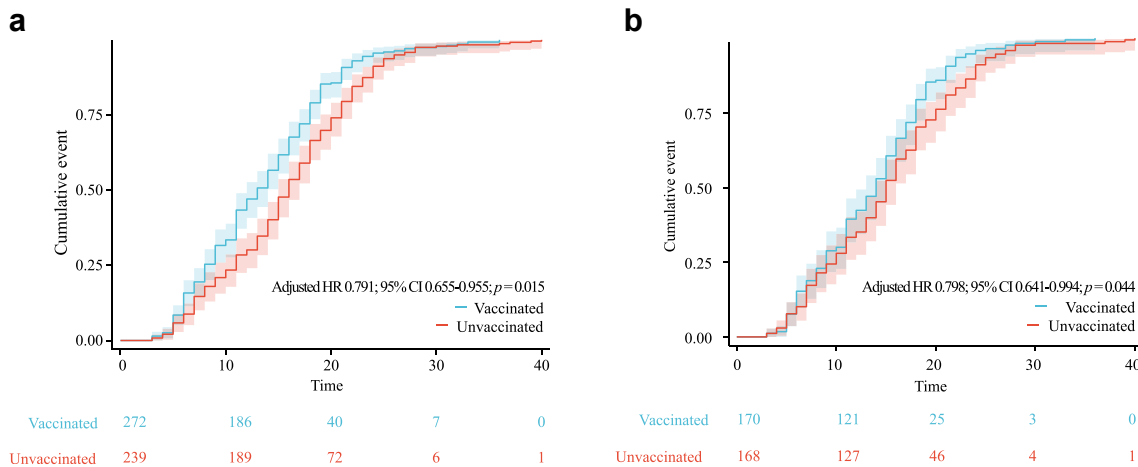 a
Cumulative event
0.75
0.50
0.25
0.00
Adjusted HR 0.791; 95% CI 0.655-0.955; p = 0.015
Vaccinated
Unvaccinated
0 10 20 30 40
Time
Vaccinated 272 186 40 7 0
Unvaccinated 239 189 72 6 1
b
Cumulative event
0.75
0.50
0.25
0.00
Adjusted HR 0.798; 95% CI 0.641-0.994; p = 0.044
Vaccinated
Unvaccinated
0 10 20 30 40
Time
Vaccinated 170 121 25 3 0
Unvaccinated 168 127 46 4 1